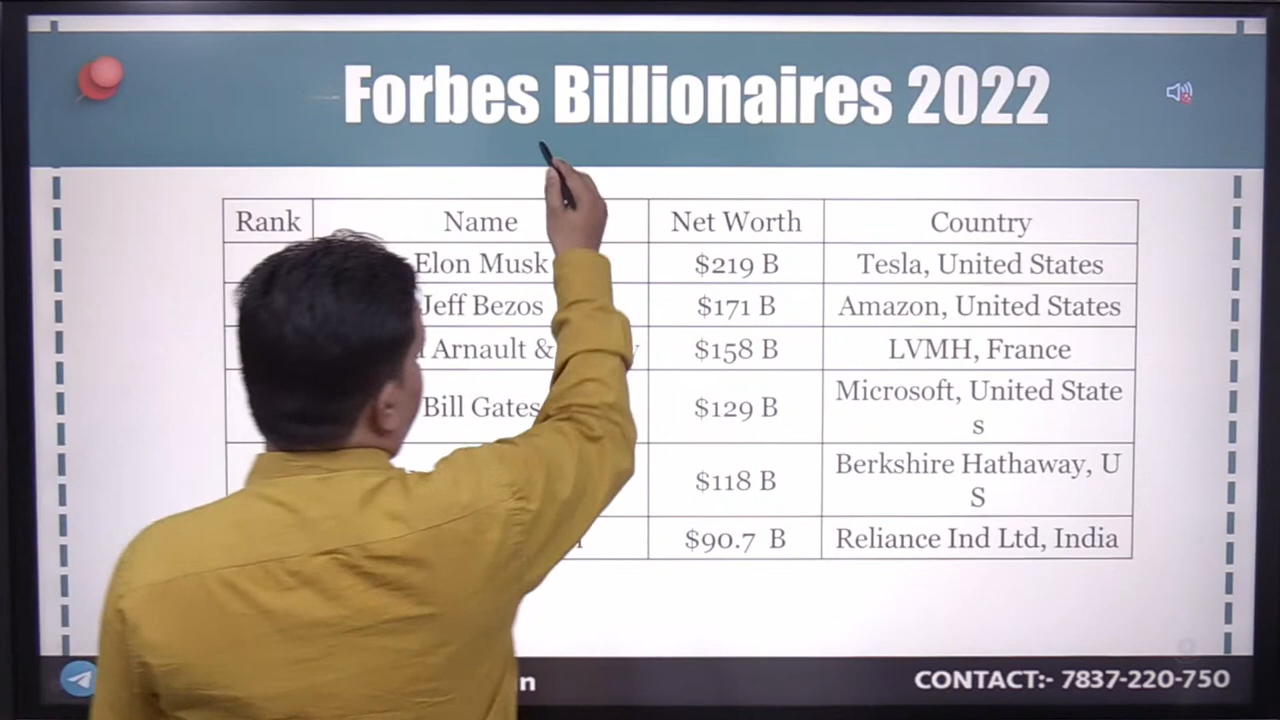 Forbes Billionaires 2022
Rank Name Net Worth Country
Elon Musk $219 B Tesla, United States
Jeff Bezos $171 B Amazon, United States
Arnault & $158 B LVMH, France
Bill Gates $129 B Microsoft, United State
s
$118 B Berkshire Hathaway, U
S
$90.7 B Reliance Ind Ltd, India
CONTACT:- 7837-220-750